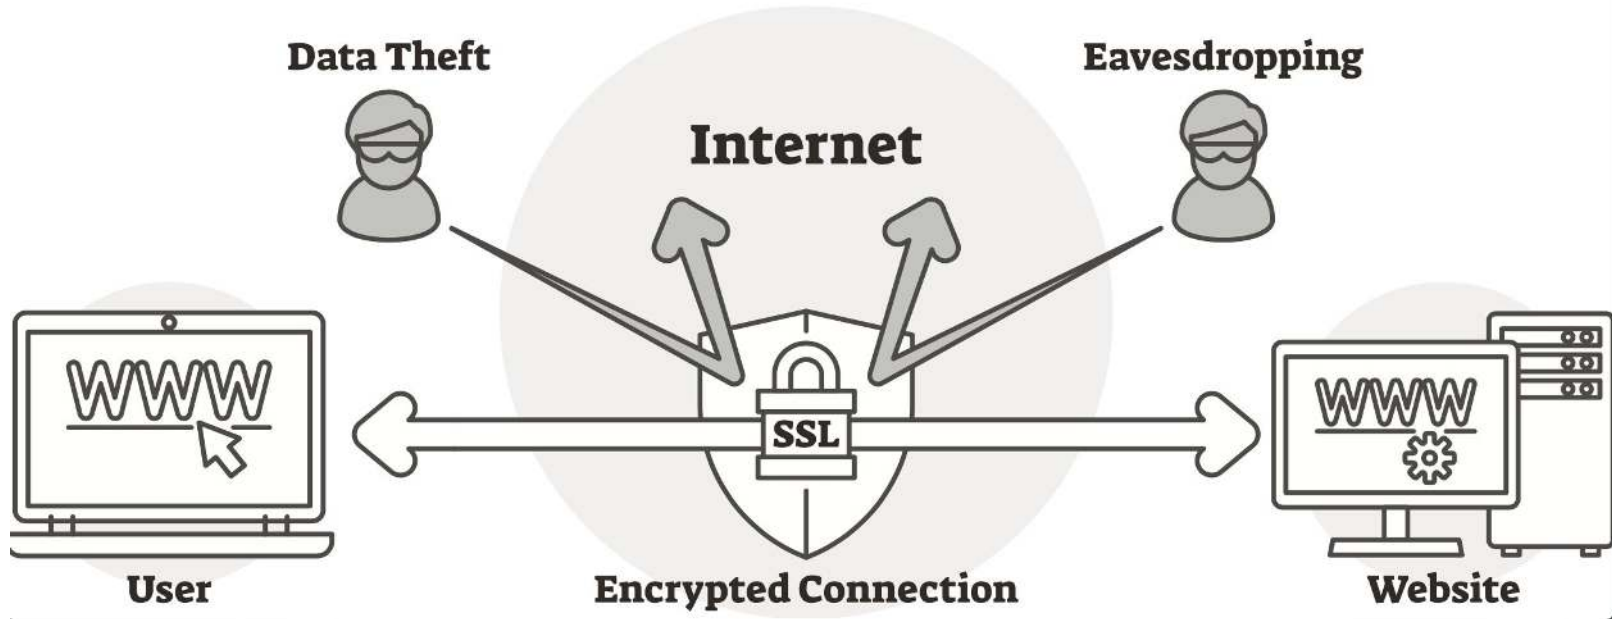 Data Theft
Eavesdropping
Internet
WWW
SSL
WWW
User
Encrypted Connection
Website